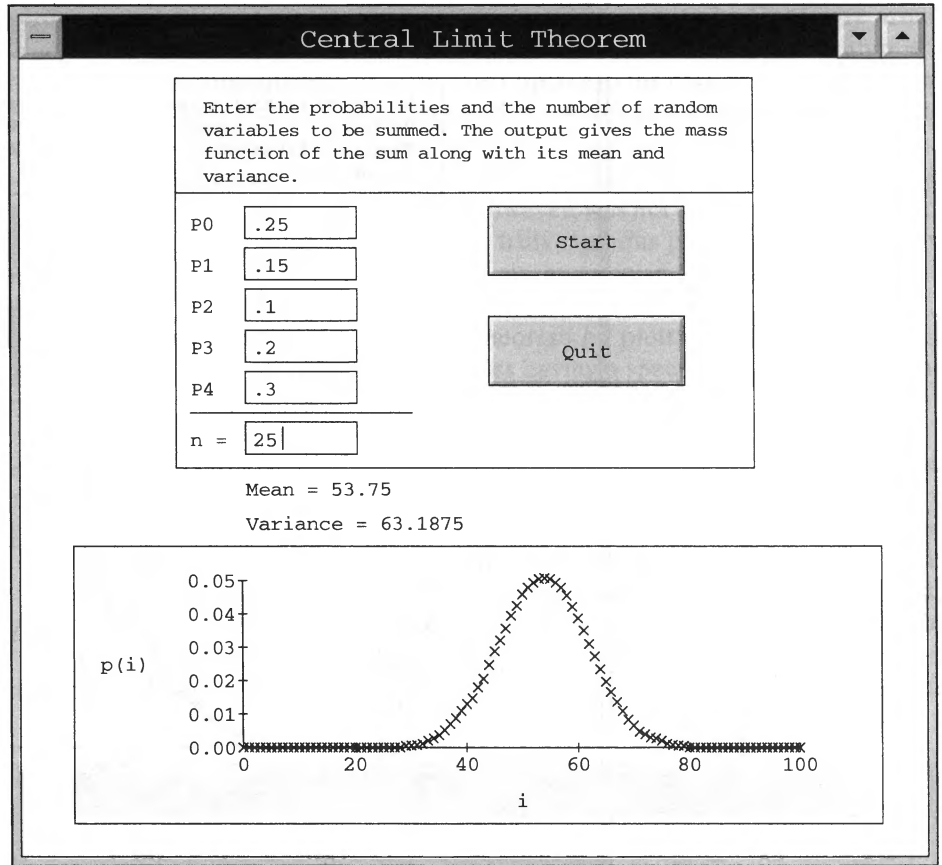 Central Limit Theorem
Enter the probabilities and the number of random
variables to be summed. The output gives the mass
function of the sum along with its mean and
variance.
P0 .25
P1 .15
P2 .1
P3 .2
P4 .3
n = 25
Start
Quit
Mean = 53.75
Variance = 63.1875
0.05
0.04
0.03
p(i)
0.02
0.01
0.00
0 20 40 60 80 100
i